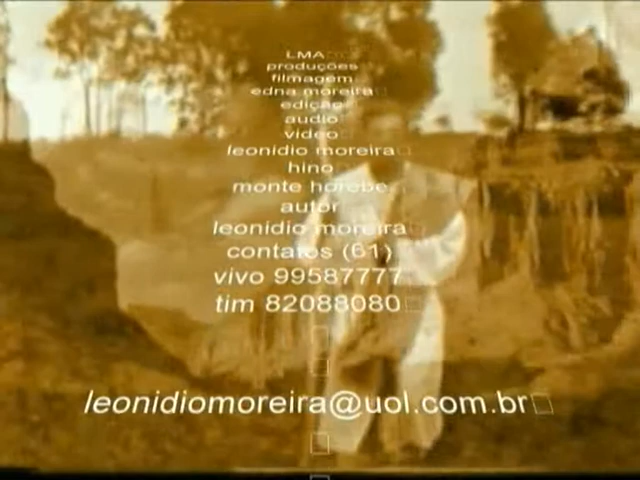 LMA
produções
filmagem
edna moreira
edição
audio
video
leonidio moreira
hino
monte horebe
autor
leonidio moreira
contatos (61)
vivo 99587777
tim 82088080
leonidiomoreira@uol.com.br